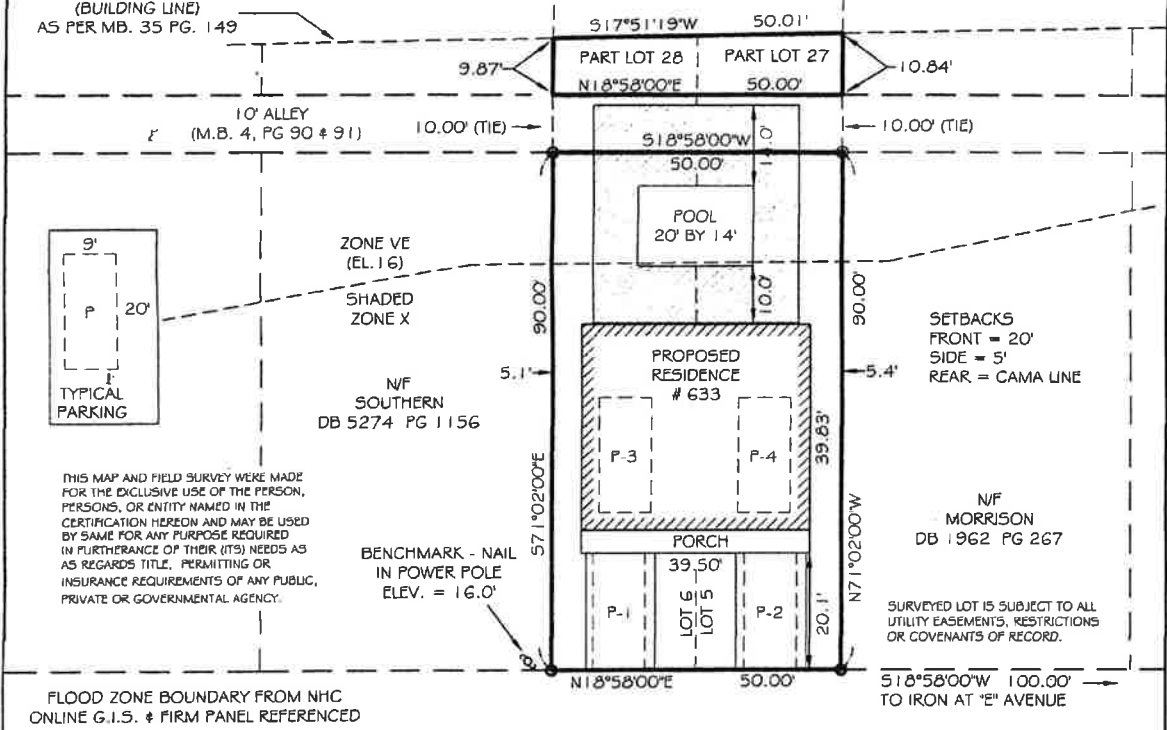 (BUILDING LINE)
AS PER MB. 35 PG. 149
S17°51'19"W 50.01'
PART LOT 28
PART LOT 27
9.87'
10.84'
N18°58'00"E 50.00'
10' ALLEY
(M.B. 4, PG 90 & 91)
10.00' (TIE)
10.00' (TIE)
S18°58'00"W
50.00'
14.0'
POOL
20' BY 14'
9'
P
20'
TYPICAL
PARKING
ZONE VE
(EL.16)
SHADED
ZONE X
90.00'
10.0'
90.00'
SETBACKS
FRONT = 20'
SIDE = 5'
REAR = CAMA LINE
N/F
SOUTHERN
DB 5274 PG 1156
5.1'
PROPOSED
RESIDENCE
# 633
5.4'
P-3
P-4
39.83'
S71°02'00"E
N71°02'00"W
THIS MAP AND FIELD SURVEY WERE MADE
FOR THE EXCLUSIVE USE OF THE PERSON,
PERSONS, OR ENTITY NAMED IN THE
CERTIFICATION HEREON AND MAY BE USED
BY SAME FOR ANY PURPOSE REQUIRED
IN FURTHERANCE OF THEIR (ITS) NEEDS AS
AS REGARDS TITLE, PERMITTING OR
INSURANCE REQUIREMENTS OF ANY PUBLIC,
PRIVATE OR GOVERNMENTAL AGENCY.
N/F
MORRISON
DB 1962 PG 267
BENCHMARK - NAIL
IN POWER POLE
ELEV. = 16.0'
PORCH
39.50'
P-1
LOT 6
LOT 5
P-2
20.1'
SURVEYED LOT IS SUBJECT TO ALL
UTILITY EASEMENTS, RESTRICTIONS
OR COVENANTS OF RECORD.
N18°58'00"E 50.00'
S18°58'00"W 100.00'
TO IRON AT "E" AVENUE
FLOOD ZONE BOUNDARY FROM NHC
ONLINE G.I.S. & FIRM PANEL REFERENCED